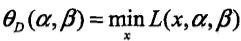 θ_D(α, β) = min_x L(x, α, β)